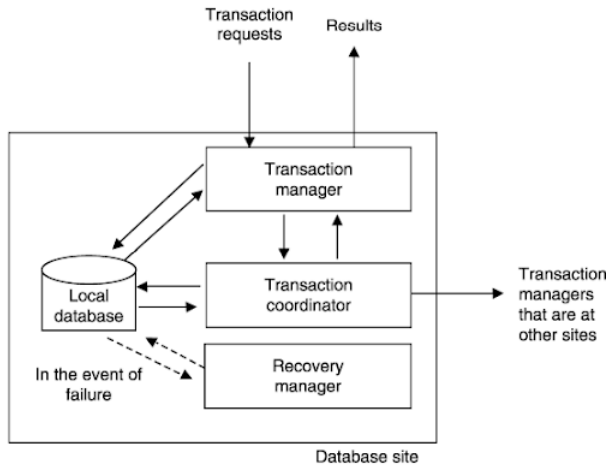 Transaction
requests
Results
Transaction
manager
Local
database
Transaction
coordinator
Transaction
managers
that are at
other sites
In the event of
failure
Recovery
manager
Database site